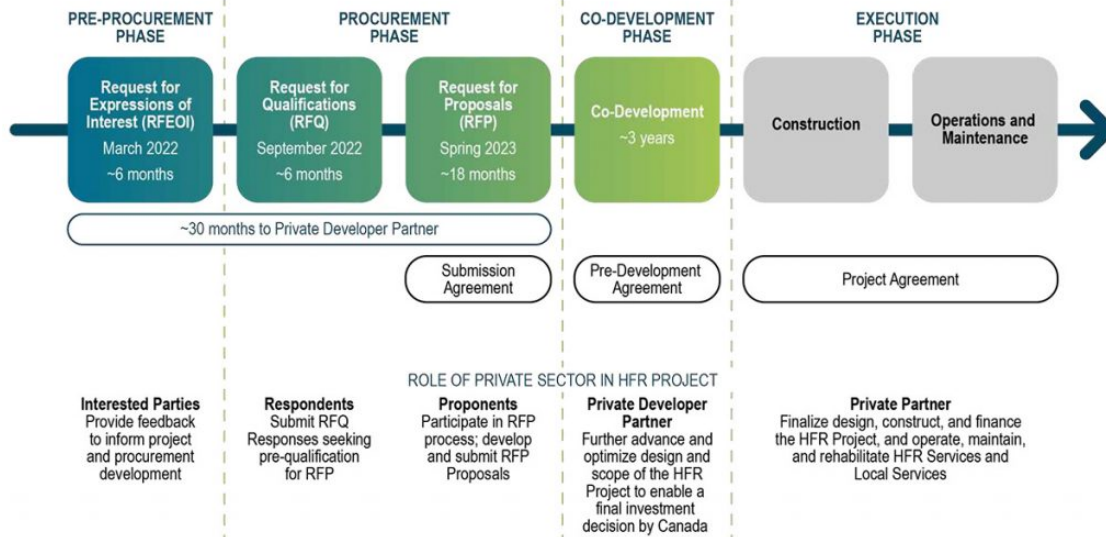 PRE-PROCUREMENT
PHASE
PROCUREMENT
PHASE
CO-DEVELOPMENT
PHASE
EXECUTION
PHASE
Request for
Expressions of
Interest (RFEOI)
March 2022
~6 months
Request for
Qualifications
(RFQ)
September 2022
~6 months
Request for
Proposals
(RFP)
Spring 2023
~18 months
Co-Development
~3 years
Construction
Operations and
Maintenance
~30 months to Private Developer Partner
Submission
Agreement
Pre-Development
Agreement
Project Agreement
ROLE OF PRIVATE SECTOR IN HFR PROJECT
Interested Parties
Provide feedback
to inform project
and procurement
development
Respondents
Submit RFQ
Responses seeking
pre-qualification
for RFP
Proponents
Participate in RFP
process; develop
and submit RFP
Proposals
Private Developer
Partner
Further advance and
optimize design and
scope of the HFR
Project to enable a
final investment
decision by Canada
Private Partner
Finalize design, construct, and finance
the HFR Project, and operate, maintain,
and rehabilitate HFR Services and
Local Services